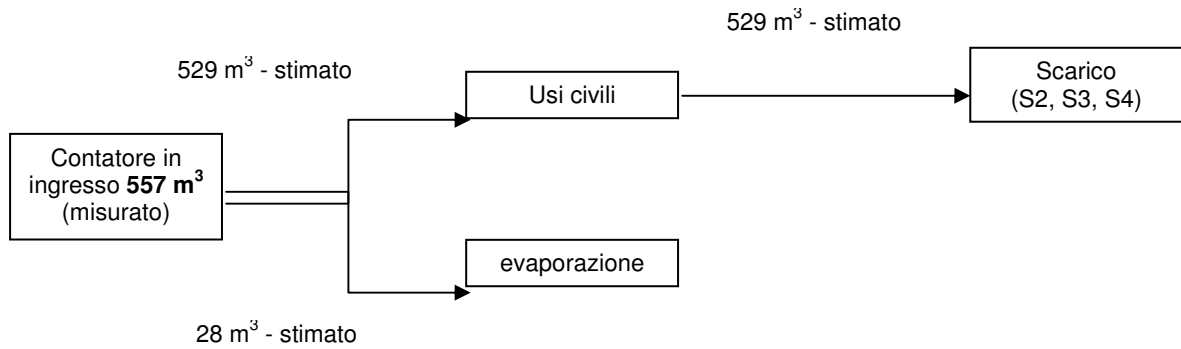 529 m³ - stimato
529 m³ - stimato
Usi civili
Scarico
(S2, S3, S4)
Contatore in
ingresso 557 m³
(misurato)
evaporazione
28 m³ - stimato